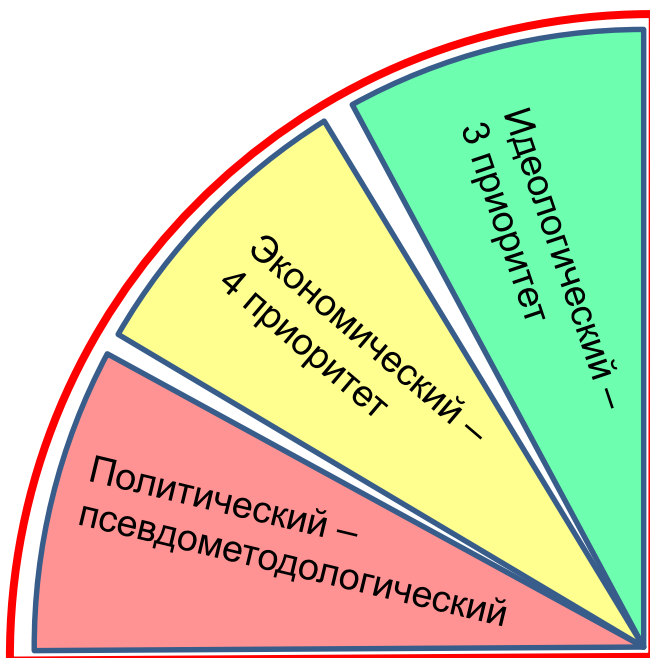 Идеологический –
3 приоритет
Экономический –
4 приоритет
Политический –
псевдометодологический